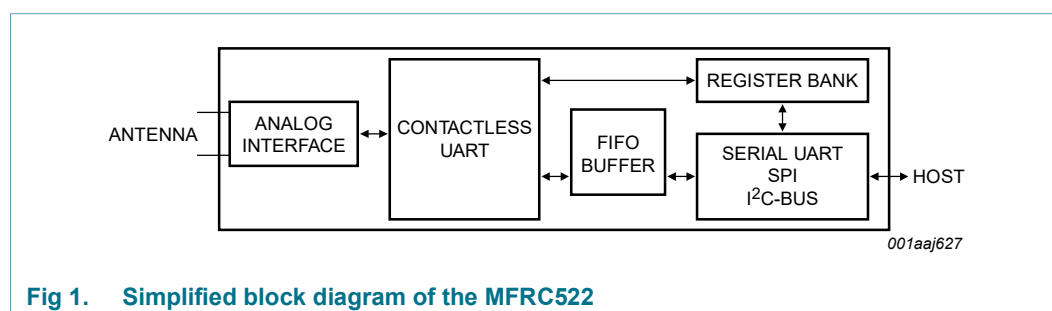 ANTENNA
ANALOG
INTERFACE
CONTACTLESS
UART
FIFO
BUFFER
REGISTER BANK
SERIAL UART
SPI
I²C-BUS
HOST
001aaj627
Fig 1. Simplified block diagram of the MFRC522